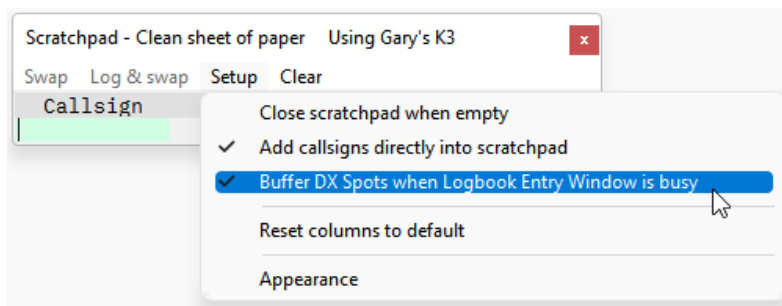 Scratchpad - Clean sheet of paper Using Gary's K3 x
Swap Log & swap Setup Clear
Callsign
Close scratchpad when empty
Add callsigns directly into scratchpad
Buffer DX Spots when Logbook Entry Window is busy
Reset columns to default
Appearance